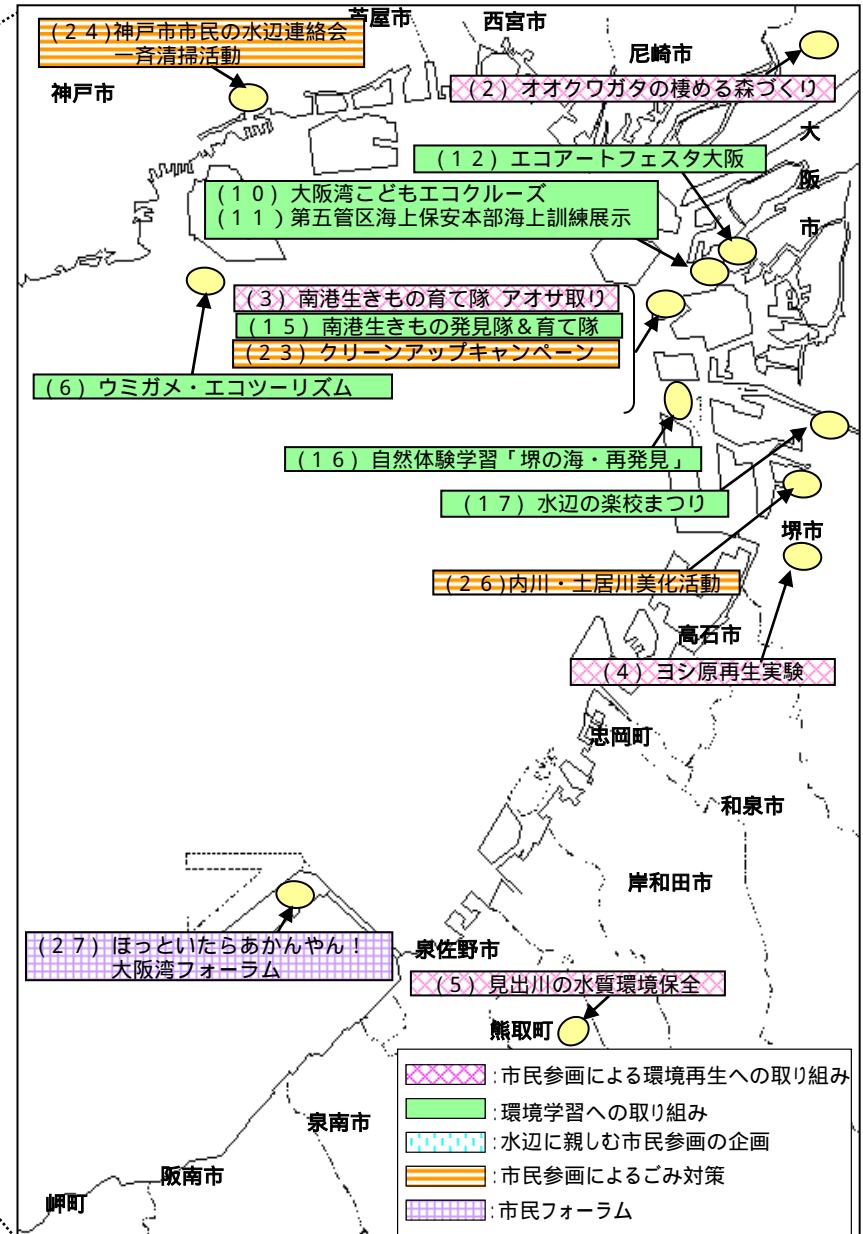 芦屋市
西宮市
(24)神戸市市民の水辺連絡会
一斉清掃活動
尼崎市
神戸市
(2) オオクワガタの棲める森づくり
大阪市
(12) エコアートフェスタ大阪
(10) 大阪湾こどもエコクルーズ
(11) 第五管区海上保安本部海上訓練展示
(3) 南港生きもの育て隊 アオサ取り
(15) 南港生きもの発見隊&育て隊
(23) クリーンアップキャンペーン
(6) ウミガメ・エコツーリズム
(16) 自然体験学習「堺の海・再発見」
(17) 水辺の楽校まつり
堺市
(26)内川・土居川美化活動
高石市
(4) ヨシ原再生実験
忠岡町
和泉市
岸和田市
(27) ほっといたらあかんやん!
大阪湾フォーラム
泉佐野市
(5) 見出川の水質環境保全
熊取町
:市民参画による環境再生への取り組み
:環境学習への取り組み
:水辺に親しむ市民参画の企画
:市民参画によるごみ対策
:市民フォーラム
泉南市
阪南市
岬町